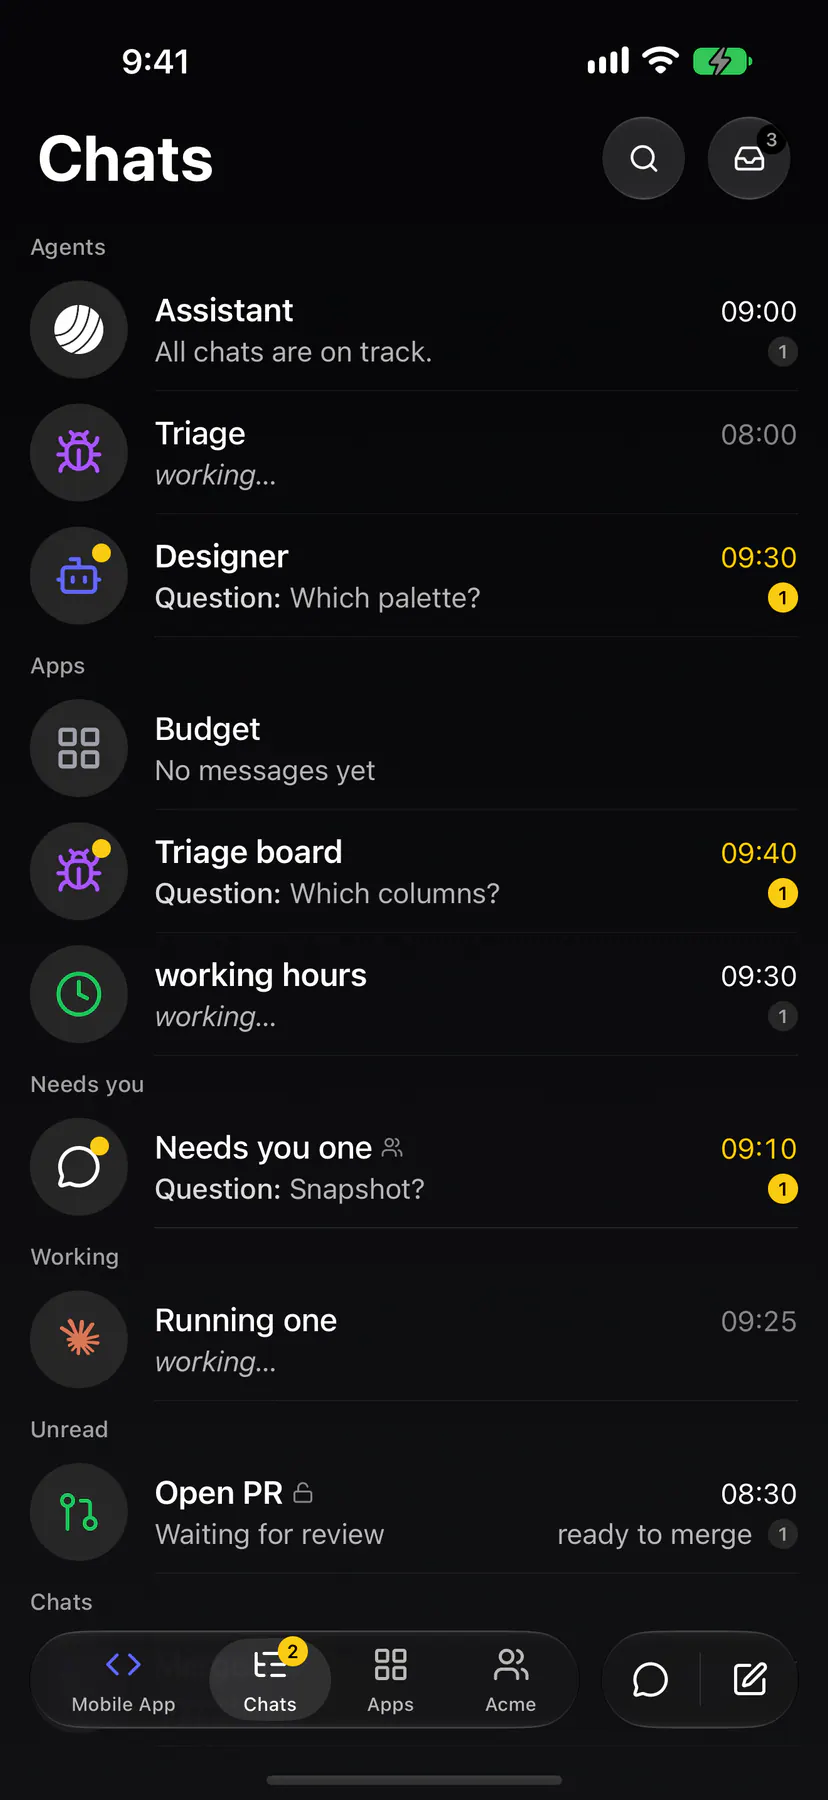 9:41
Chats
3
Agents
Assistant
09:00
All chats are on track.
1
Triage
08:00
working...
Designer
09:30
Question: Which palette?
1
Apps
Budget
No messages yet
Triage board
09:40
Question: Which columns?
1
working hours
09:30
working...
1
Needs you
Needs you one
09:10
Question: Snapshot?
1
Working
Running one
09:25
working...
Unread
Open PR
08:30
Waiting for review
ready to merge
1
Chats
2
Mobile App
Chats
Apps
Acme